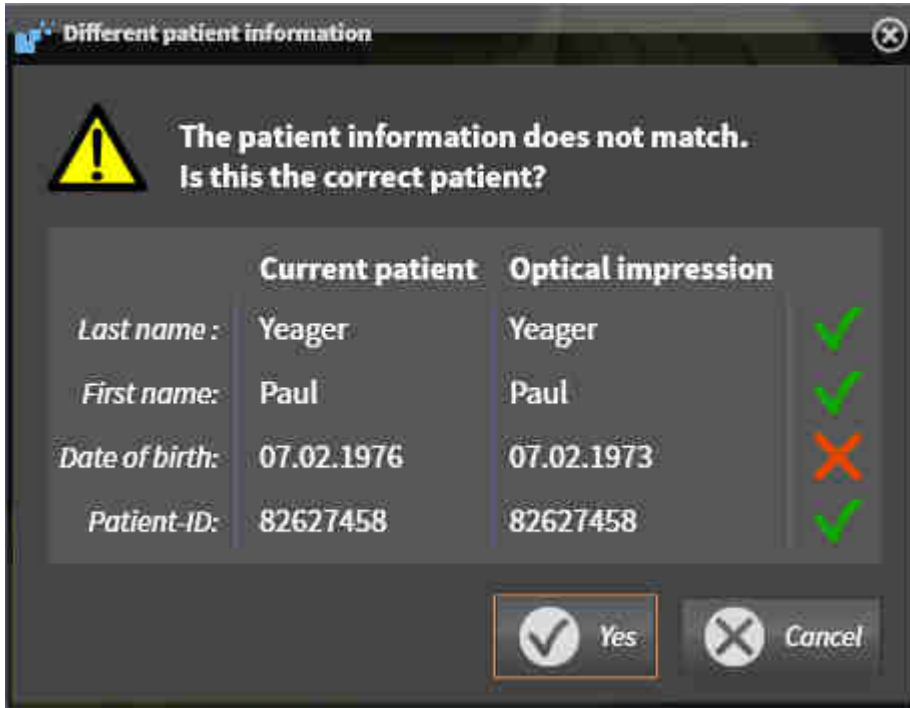 Different patient information
The patient information does not match.
Is this the correct patient?
Current patient Optical impression
Last name : Yeager Yeager
First name: Paul Paul
Date of birth: 07.02.1976 07.02.1973
Patient-ID: 82627458 82627458
Yes Cancel